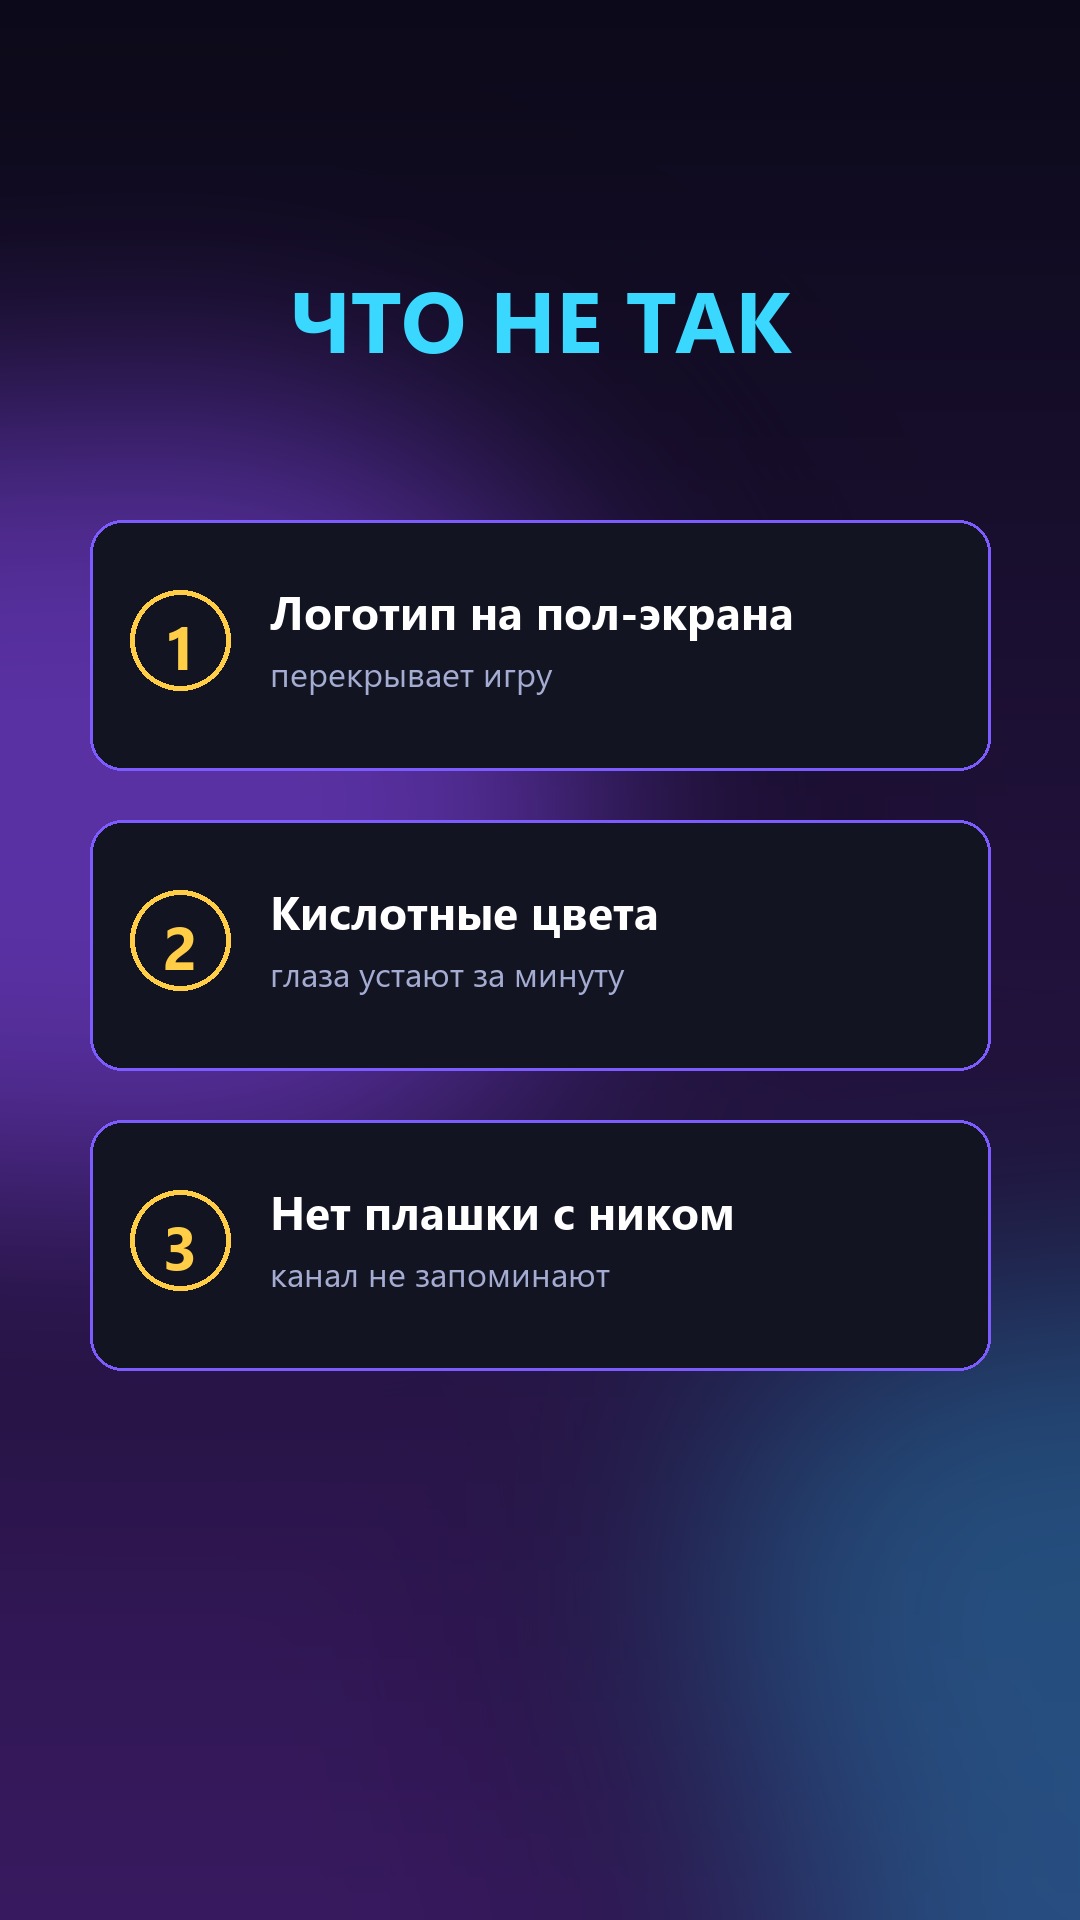 ЧТО НЕ ТАК
1
Логотип на пол-экрана
перекрывает игру
2
Кислотные цвета
глаза устают за минуту
3
Нет плашки с ником
канал не запоминают